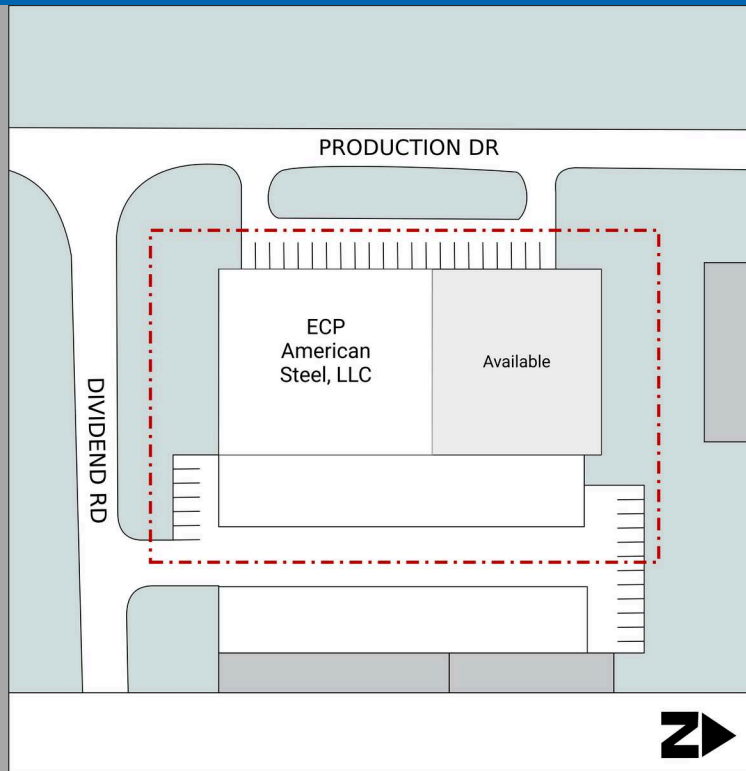 PRODUCTION DR
ECP
American
Steel, LLC
Available
DIVIDEND RD
N